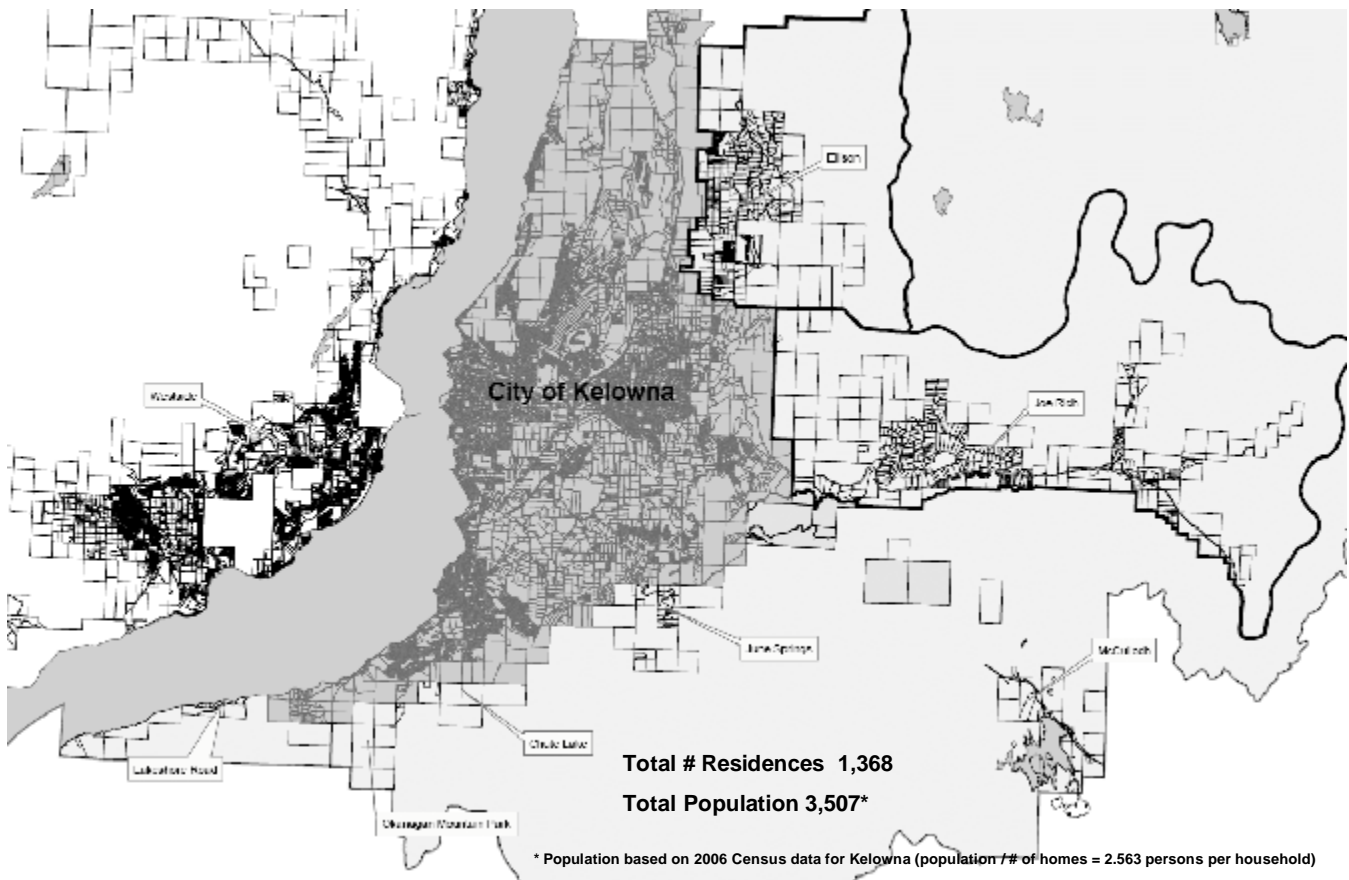 Ellison
City of Kelowna
Westside
Joe Rich
June Springs
McCulloch
Chute Lake
Lakeshore Road
Okanagan Mountain Park
Total # Residences 1,368
Total Population 3,507*
* Population based on 2006 Census data for Kelowna (population / # of homes = 2.563 persons per household)